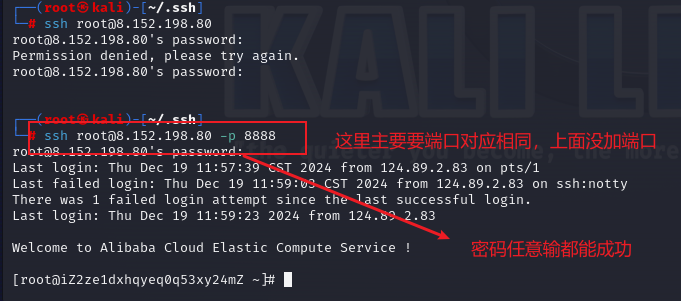 ┌──(root㉿kali)-[~/.ssh]
└─# ssh root@8.152.198.80
root@8.152.198.80's password:
Permission denied, please try again.
root@8.152.198.80's password:
┌──(root㉿kali)-[~/.ssh]
└─# ssh root@8.152.198.80 -p 8888
这里主要要端口对应相同，上面没加端口
root@8.152.198.80's password:
Last login: Thu Dec 19 11:57:39 CST 2024 from 124.89.2.83 on pts/1
Last failed login: Thu Dec 19 11:59:03 CST 2024 from 124.89.2.83 on ssh:notty
There was 1 failed login attempt since the last successful login.
Last login: Thu Dec 19 11:59:23 2024 from 124.89.2.83
Welcome to Alibaba Cloud Elastic Compute Service !
密码任意输都能成功
[root@iZ2ze1dxhqyeq0q53xy24mZ ~]#